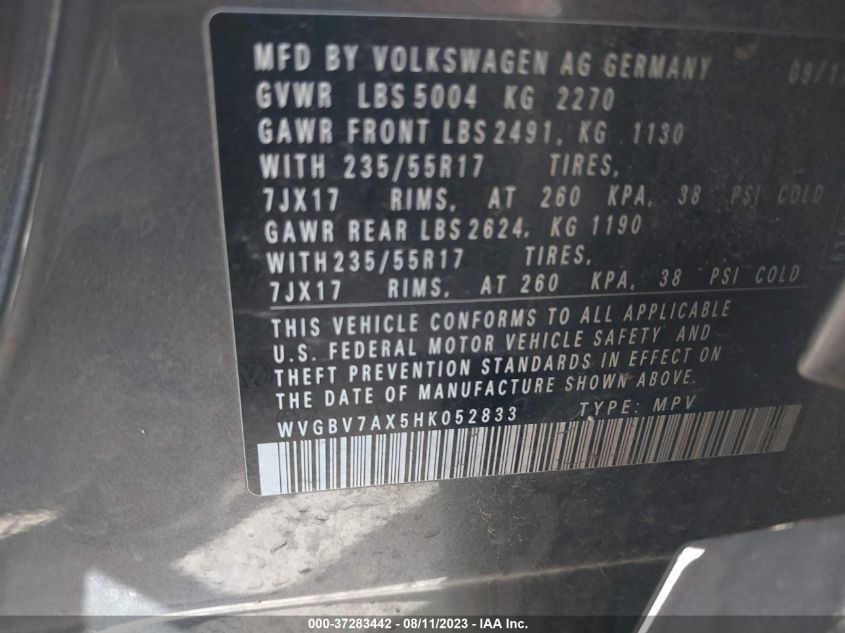 MFD BY VOLKSWAGEN AG GERMANY
GVWR LBS 5004 KG 2270
GAWR FRONT LBS 2491, KG 1130
WITH 235/55R17 TIRES,
7JX17 RIMS, AT 260 KPA, 38 PSI COLD
GAWR REAR LBS 2624, KG 1190
WITH 235/55R17 TIRES,
7JX17 RIMS, AT 260 KPA, 38 PSI COLD
THIS VEHICLE CONFORMS TO ALL APPLICABLE
U.S. FEDERAL MOTOR VEHICLE SAFETY AND
THEFT PREVENTION STANDARDS IN EFFECT ON
THE DATE OF MANUFACTURE SHOWN ABOVE.
WVGBV7AX5HK052833 TYPE: MPV
000-37283442 - 08/11/2023 - IAA Inc.